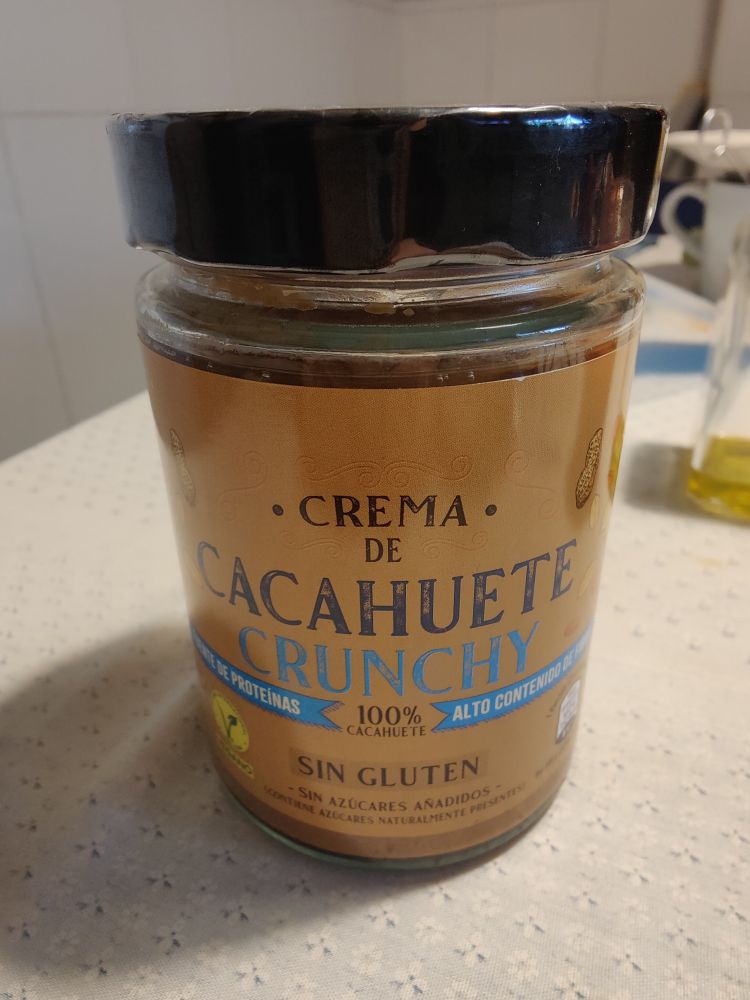 • CREMA •
DE
CACAHUETE
CRUNCHY
DE PROTEÍNAS
ALTO CONTENIDO DE
100%
CACAHUETE
SIN GLUTEN
- SIN AZÚCARES AÑADIDOS -
(CONTIENE AZÚCARES NATURALMENTE PRESENTES)